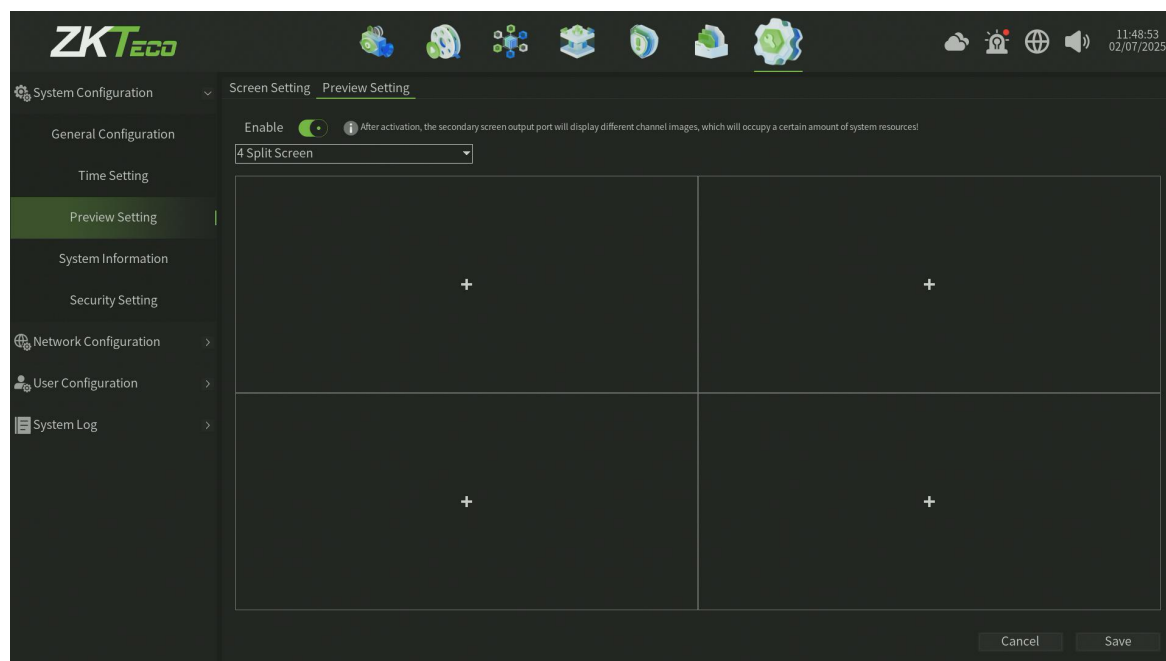 ZKTECO
11:48:53
02/07/2025
System Configuration
General Configuration
Time Setting
Preview Setting
System Information
Security Setting
Network Configuration
User Configuration
System Log
Screen Setting Preview Setting
Enable After activation, the secondary screen output port will display different channel images, which will occupy a certain amount of system resources!
4 Split Screen
+ +
+ +
Cancel Save